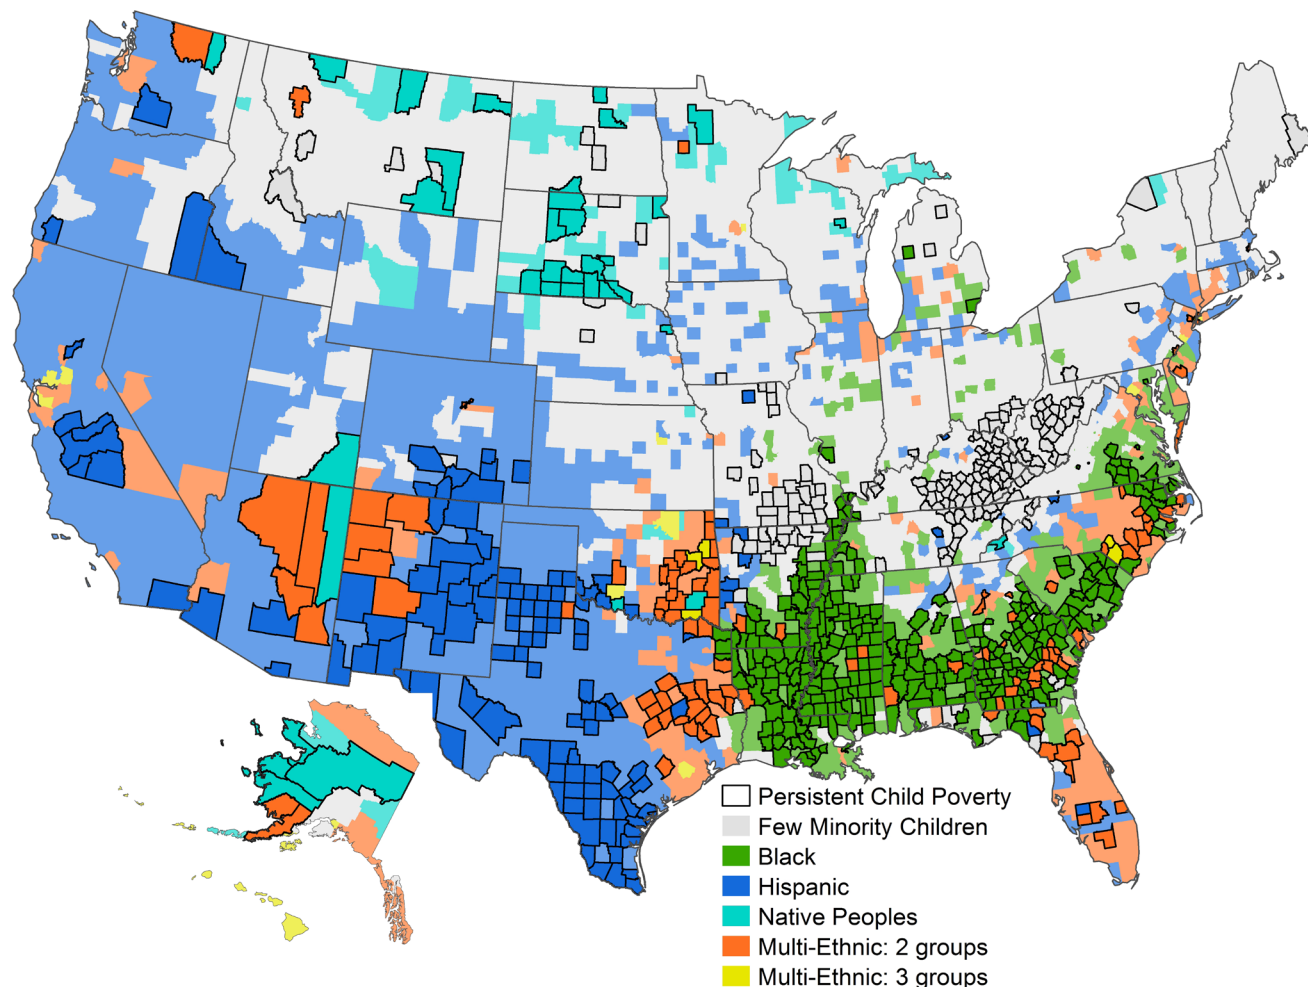 Persistent Child Poverty
Few Minority Children
Black
Hispanic
Native Peoples
Multi-Ethnic: 2 groups
Multi-Ethnic: 3 groups